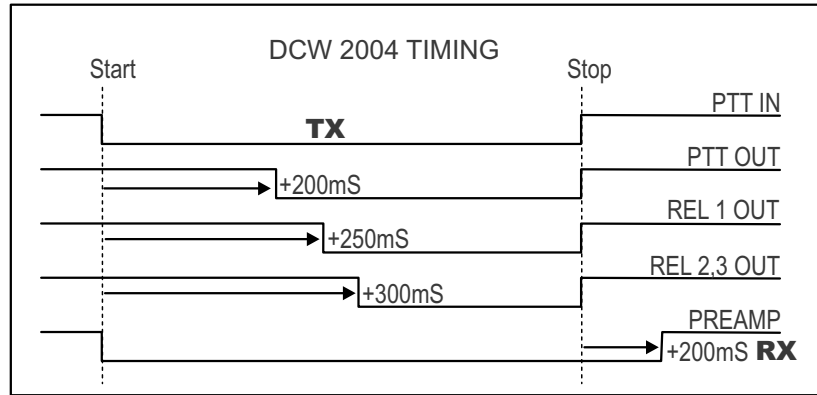 DCW 2004 TIMING
Start
Stop
PTT IN
TX
PTT OUT
+200mS
REL 1 OUT
+250mS
REL 2,3 OUT
+300mS
PREAMP
+200mS RX